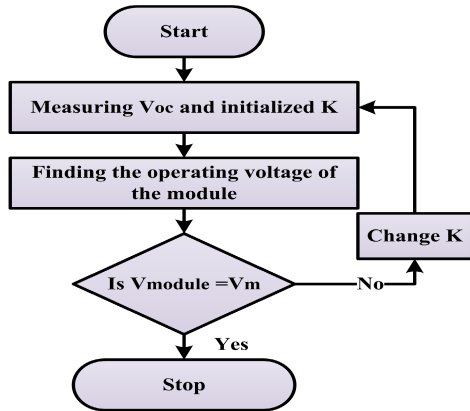 Start
Measuring Voc and initialized K
Finding the operating voltage of
the module
Change K
Is Vmodule =Vm
No
Yes
Stop